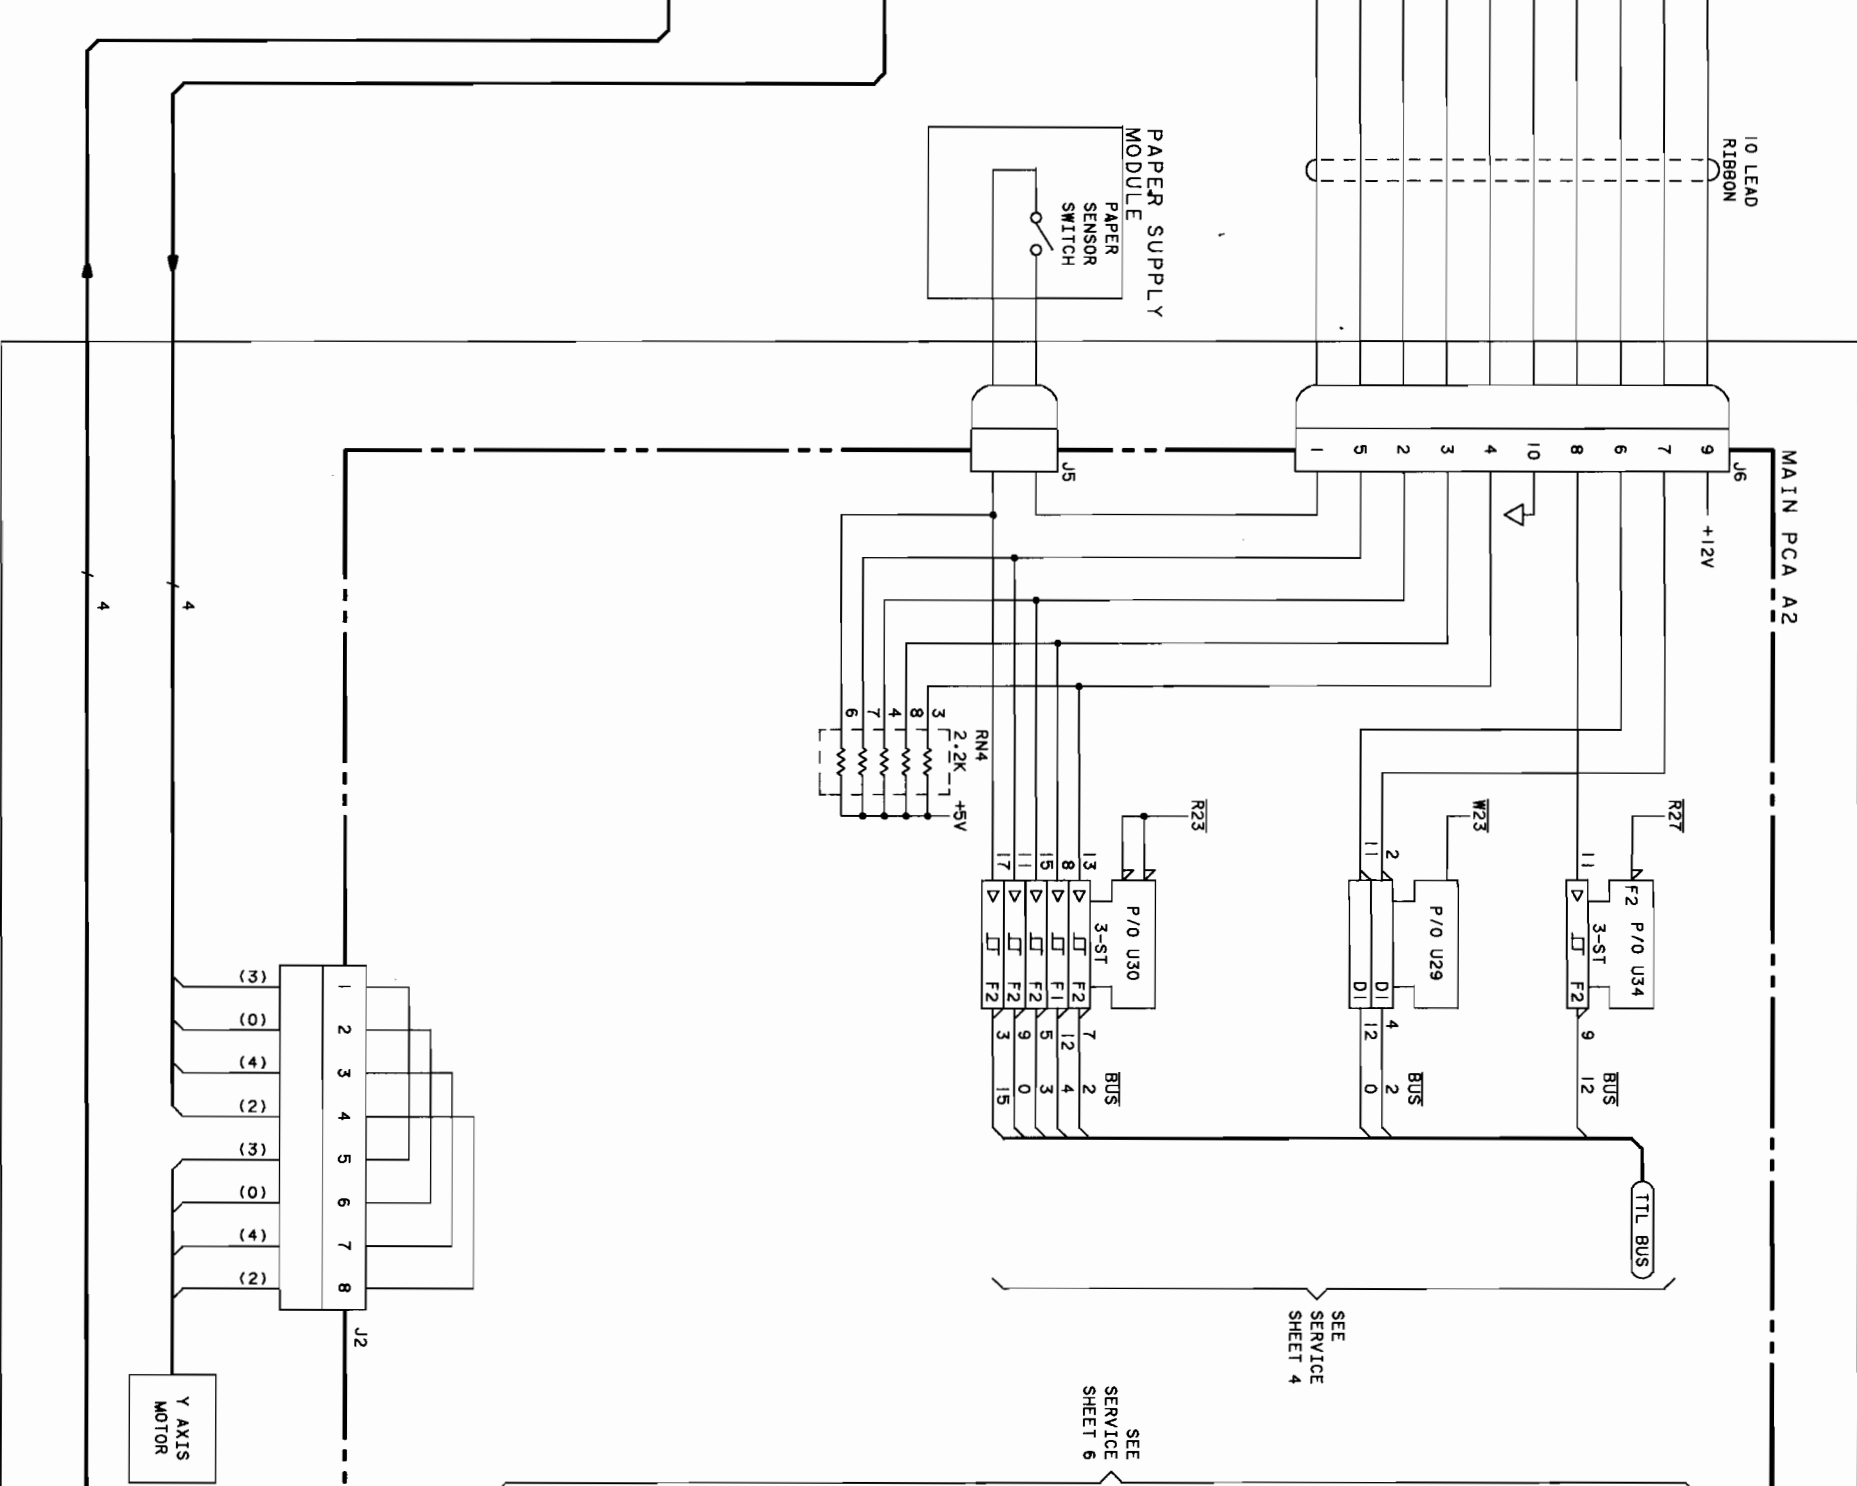 10 LEAD
RIBBON
PAPER SUPPLY
MODULE
PAPER
SENSOR
SWITCH
MAIN PCA A2
J6
9
7
6
8
10
4
3
2
5
1
+12V
J5
4
4
RN4
2.2K
3
8
4
7
6
+5V
R27
W23
R23
11
2
11
13
8
15
11
17
F2 P/O U34
3-ST
F2
P/O U29
D1
D1
P/O U30
3-ST
F2
F1
F2
F2
F2
9
4
12
7
12
5
9
3
BUS
12
BUS
2
0
BUS
2
4
3
0
15
TTL BUS
(3)
(0)
(4)
(2)
(3)
(0)
(4)
(2)
1
2
3
4
5
6
7
8
J2
SEE
SERVICE
SHEET 4
SEE
SERVICE
SHEET 6
Y AXIS
MOTOR